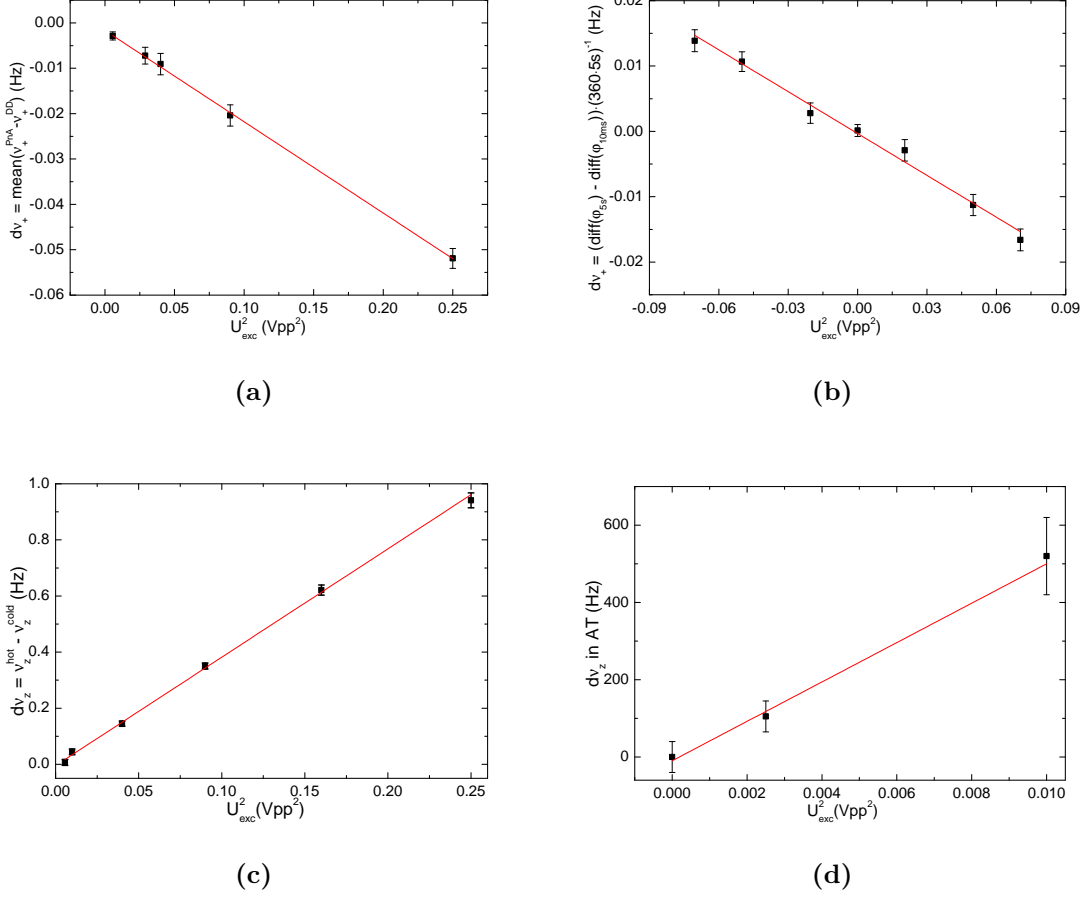 0.00
-0.01
-0.02
-0.03
-0.04
-0.05
-0.06
dν₊ = mean(ν₊^PnA -ν₊^DD) (Hz)
0.00 0.05 0.10 0.15 0.20 0.25
U²exc (Vpp²)
(a)
0.02
0.01
0.00
-0.01
-0.02
dν₊ = (diff(φ5s) - diff(φ10ms))·(360·5s)⁻¹ (Hz)
-0.09 -0.06 -0.03 0.00 0.03 0.06 0.09
U²exc (Vpp²)
(b)
1.0
0.8
0.6
0.4
0.2
0.0
dνz = νz^hot - νz^cold (Hz)
0.00 0.05 0.10 0.15 0.20 0.25
U²exc(Vpp²)
(c)
600
400
200
0
dνz in AT (Hz)
0.000 0.002 0.004 0.006 0.008 0.010
U²exc(Vpp²)
(d)